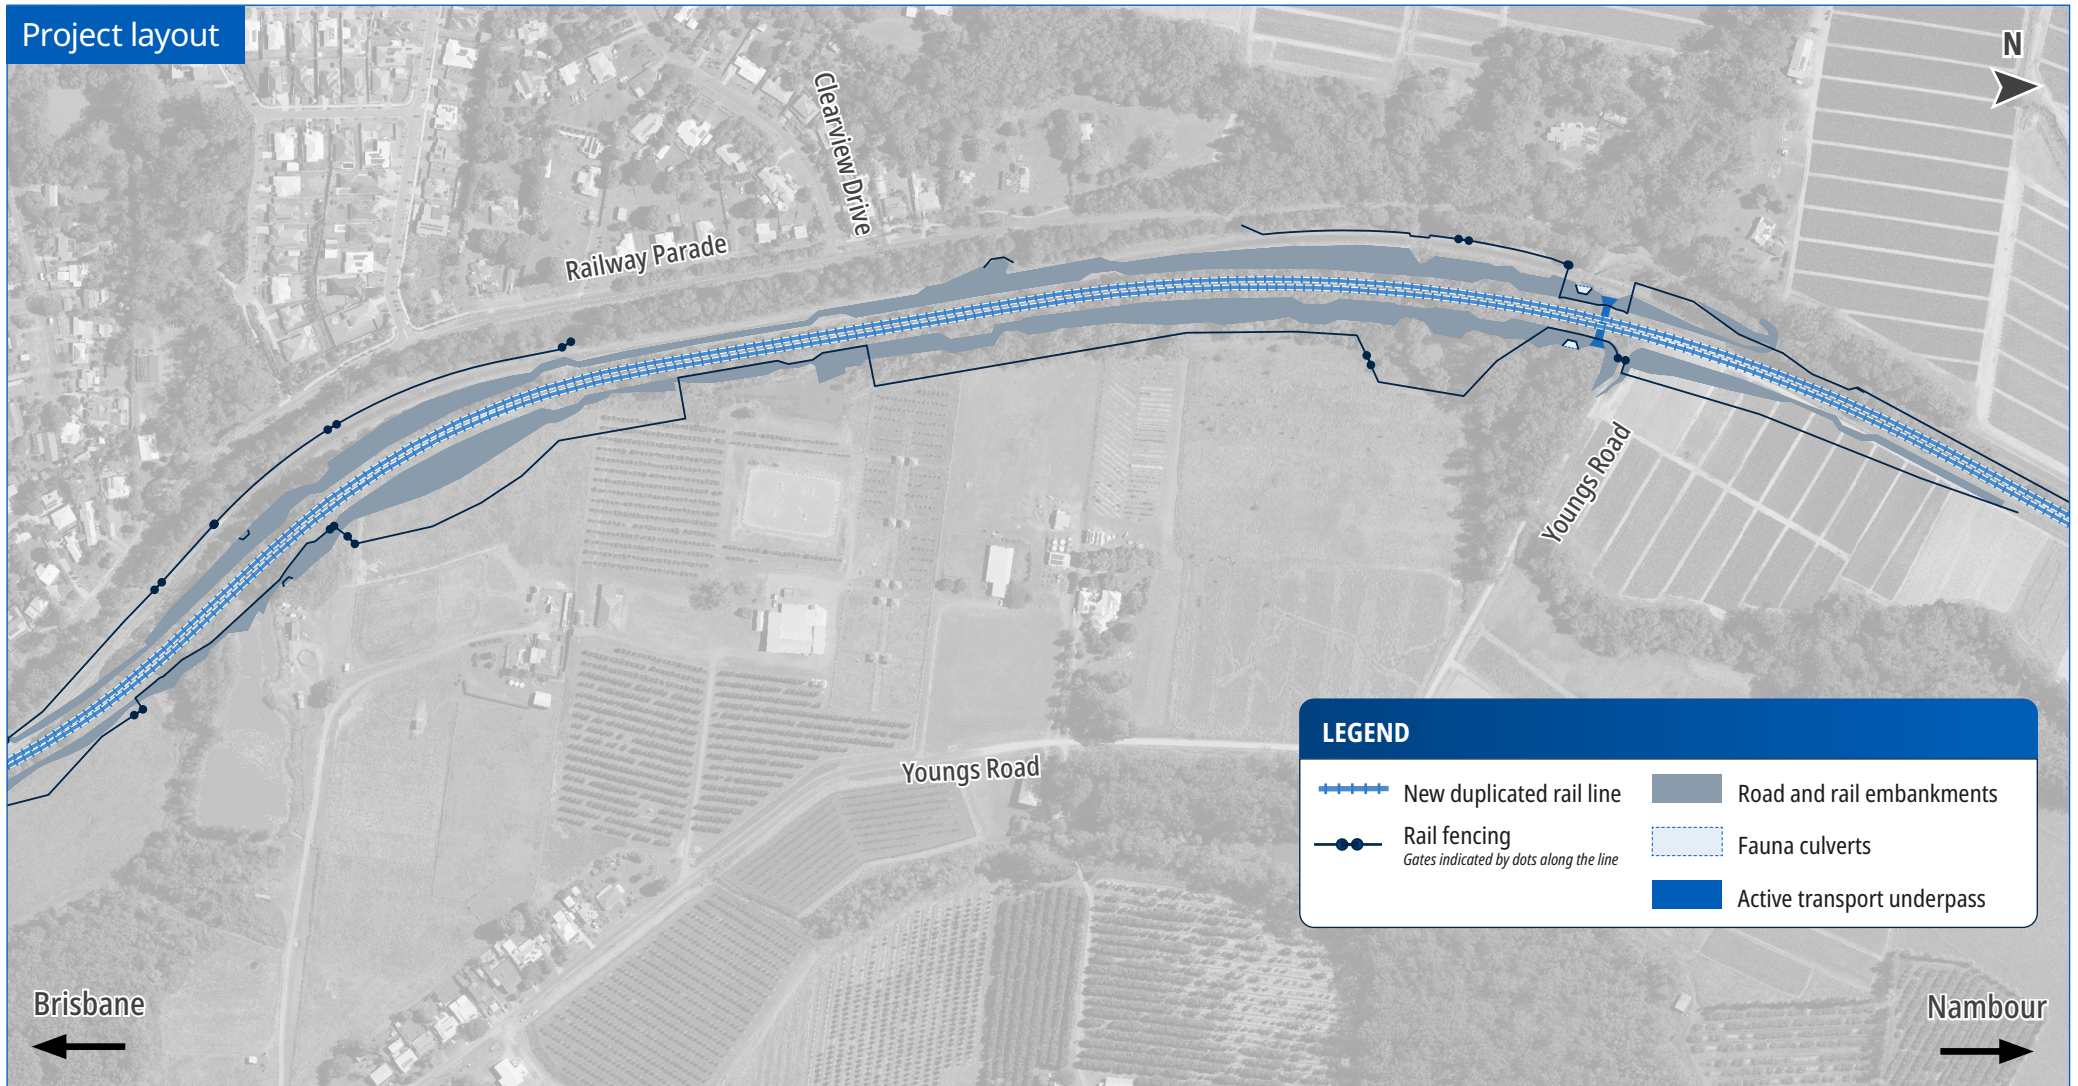 Project layout
N
Clearview Drive
Railway Parade
Youngs Road
Youngs Road
LEGEND
New duplicated rail line
Rail fencing
Gates indicated by dots along the line
Road and rail embankments
Fauna culverts
Active transport underpass
Brisbane
Nambour